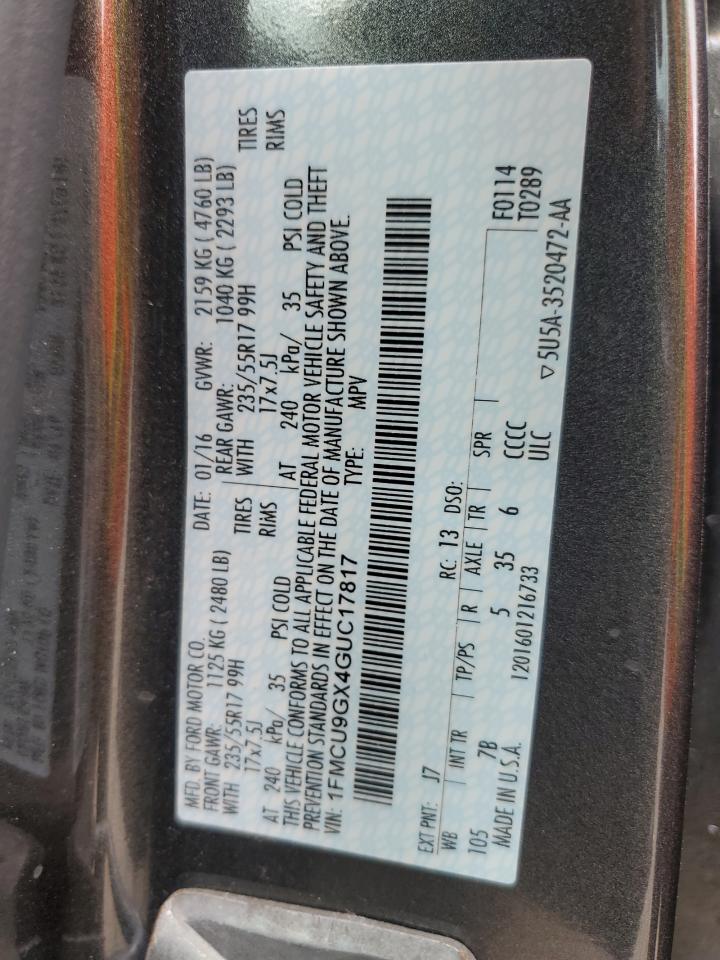 MFD. BY FORD MOTOR CO.
DATE: 01/16 GVWR: 2159 KG ( 4760 LB)
FRONT GAWR: 1125 KG ( 2480 LB) REAR GAWR: 1040 KG ( 2293 LB)
WITH 235/55R17 99H TIRES WITH 235/55R17 99H TIRES
17x7.5J RIMS 17x7.5J RIMS
AT 240 kPa/ 35 PSI COLD AT 240 kPa/ 35 PSI COLD
THIS VEHICLE CONFORMS TO ALL APPLICABLE FEDERAL MOTOR VEHICLE SAFETY AND THEFT
PREVENTION STANDARDS IN EFFECT ON THE DATE OF MANUFACTURE SHOWN ABOVE.
VIN: 1FMCU9GX4GUC17817 TYPE: MPV
EXT PNT: J7 RC: 13 DSO:
WB INT TR TP/PS R AXLE TR SPR F0114
T0289
105 7B 5 35 6 CCCC
ULC
MADE IN U.S.A. 1201601216733 ▽5U5A-3520472-AA